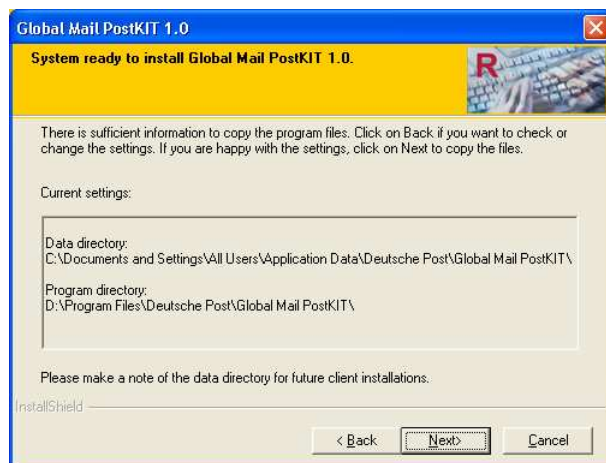 Global Mail PostKIT 1.0
System ready to install Global Mail PostKIT 1.0.
R
There is sufficient information to copy the program files. Click on Back if you want to check or
change the settings. If you are happy with the settings, click on Next to copy the files.
Current settings:
Data directory:
C:\Documents and Settings\All Users\Application Data\Deutsche Post\Global Mail PostKIT\
Program directory:
D:\Program Files\Deutsche Post\Global Mail PostKIT\
Please make a note of the data directory for future client installations.
InstallShield
< Back Next> Cancel